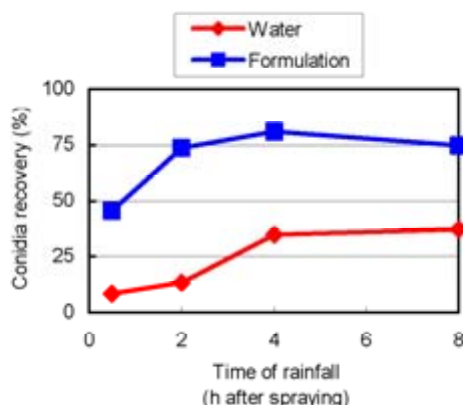 Water
Formulation
100
75
50
25
0
0 2 4 6 8
Conidia recovery (%)
Time of rainfall
(h after spraying)